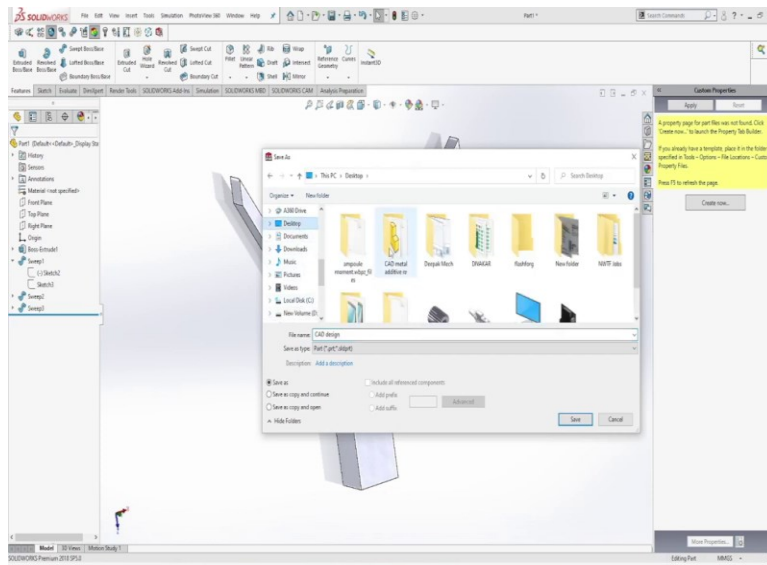 SOLIDWORKS File Edit View Insert Tools Simulation PhotoView 360 Window Help
Part1 *
Search Commands
Extruded Boss/Base
Revolved Boss/Base
Swept Boss/Base
Lofted Boss/Base
Boundary Boss/Base
Extruded Cut
Hole Wizard
Revolved Cut
Swept Cut
Lofted Cut
Boundary Cut
Fillet
Linear Pattern
Rib
Draft
Shell
Wrap
Intersect
Mirror
Reference Geometry
Curves
Instant3D
Features Sketch Evaluate DimXpert Render Tools SOLIDWORKS Add-Ins Simulation SOLIDWORKS MBD SOLIDWORKS CAM Analysis Preparation
Part1 (Default<<Default>_Display Sta
History
Sensors
Annotations
Material <not specified>
Front Plane
Top Plane
Right Plane
Origin
Boss-Extrude1
Sweep1
(-) Sketch2
Sketch3
Sweep2
Sweep3
Save As
This PC > Desktop >
Search Desktop
Organize New folder
Desktop
Documents
Downloads
Music
Pictures
Videos
Local Disk (C:)
New Volume (D:
CAD metal additive re
Deepak Moch
DIVAKAR
flashforg
New folder
NWTF Jobs
File name: CAD design
Save as type: Part (*.prt;*.sldprt)
Description: Add a description
Save as
Save as copy and continue
Save as copy and open
Include all referenced components
Add prefix
Add suffix
Advanced
Hide Folders
Save Cancel
Custom Properties
Apply Reset
A property page for part files was not found. Click
'Create now...' to launch the Property Tab Builder.
If you already have a template, place it in the folder
specified in Tools - Options - File Locations - Custo
Property Files.
Press F5 to refresh the page.
Create now...
More Properties...
Model 3D Views Motion Study 1
SOLIDWORKS Premium 2018 SP5.0
Editing Part MMGS